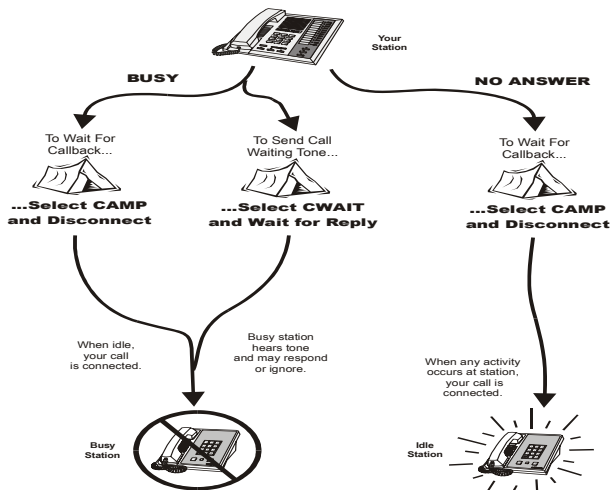 Your
Station
BUSY
NO ANSWER
To Wait For
Callback...
...Select CAMP
and Disconnect
To Send Call
Waiting Tone...
...Select CWAIT
and Wait for Reply
To Wait For
Callback...
...Select CAMP
and Disconnect
When idle,
your call
is connected.
Busy station
hears tone
and may respond
or ignore.
When any activity
occurs at station,
your call is
connected.
Busy
Station
Idle
Station